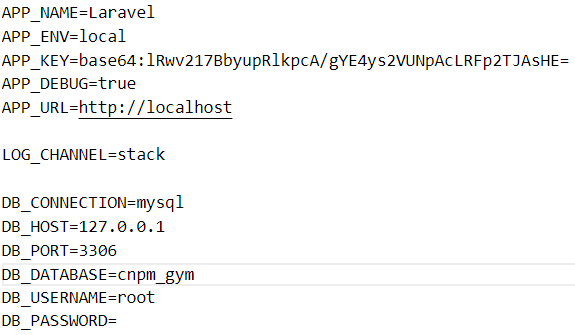 APP_NAME=Laravel
APP_ENV=local
APP_KEY=base64:lRwv217BbyupRlkpcA/gYE4ys2VUNpAcLRFp2TJAsHE=
APP_DEBUG=true
APP_URL=http://localhost
LOG_CHANNEL=stack
DB_CONNECTION=mysql
DB_HOST=127.0.0.1
DB_PORT=3306
DB_DATABASE=cnpm_gym
DB_USERNAME=root
DB_PASSWORD=